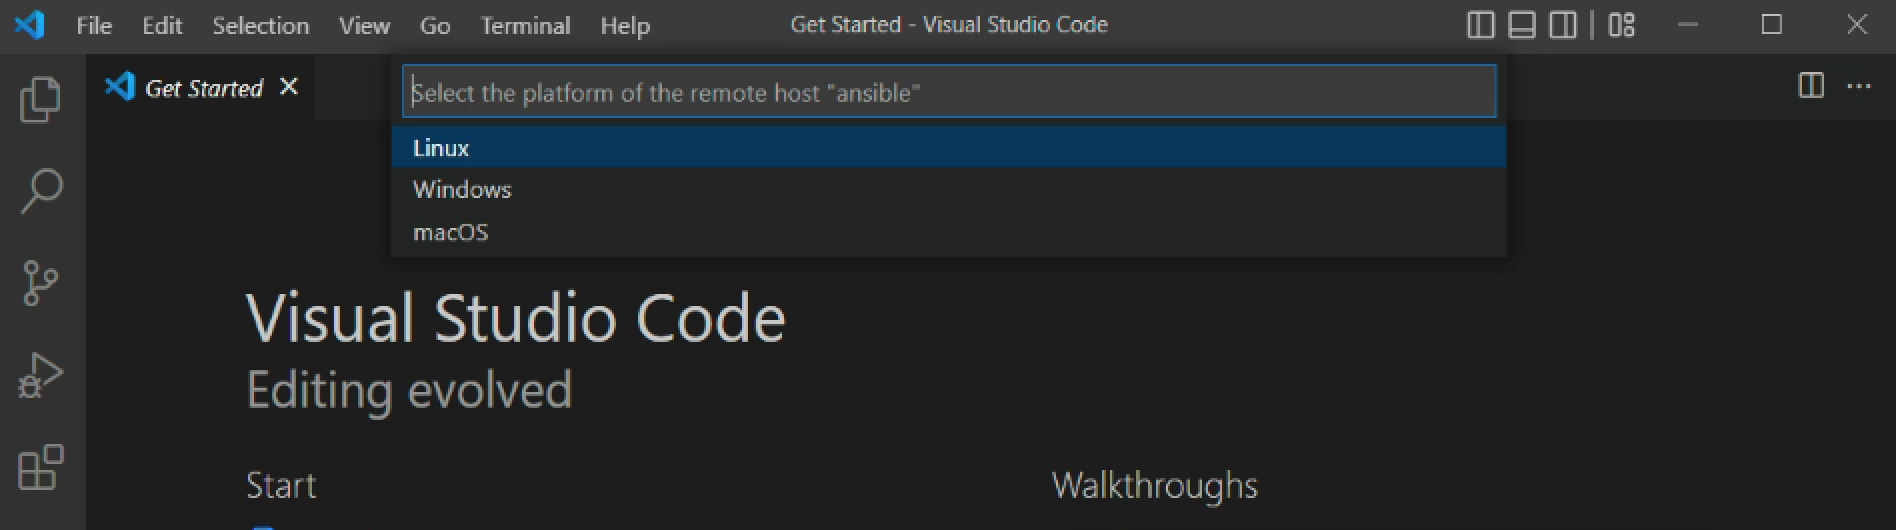 File Edit Selection View Go Terminal Help Get Started - Visual Studio Code
Get Started
Select the platform of the remote host "ansible"
Linux
Windows
macOS
Visual Studio Code
Editing evolved
Start Walkthroughs